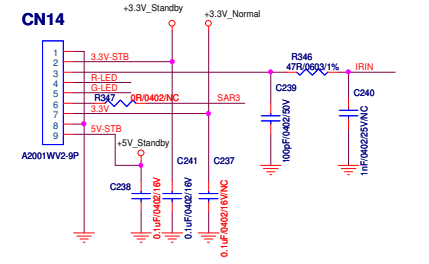 CN14
+3.3V_Standby
+3.3V_Normal
1
2
3
4
5
6
7
8
9
3.3V-STB
R-LED
G-LED
R347
0R/0402/NC
SAR3
3.3V
5V-STB
A2001WV2-9P
R346
47R/0603/1%
IRIN
C239
100pF/0402/50V
C240
1nF/0402/25V/NC
+5V_Standby
C238
0.1uF/0402/16V
C241
0.1uF/0402/16V
C237
0.1uF/0402/16V/NC